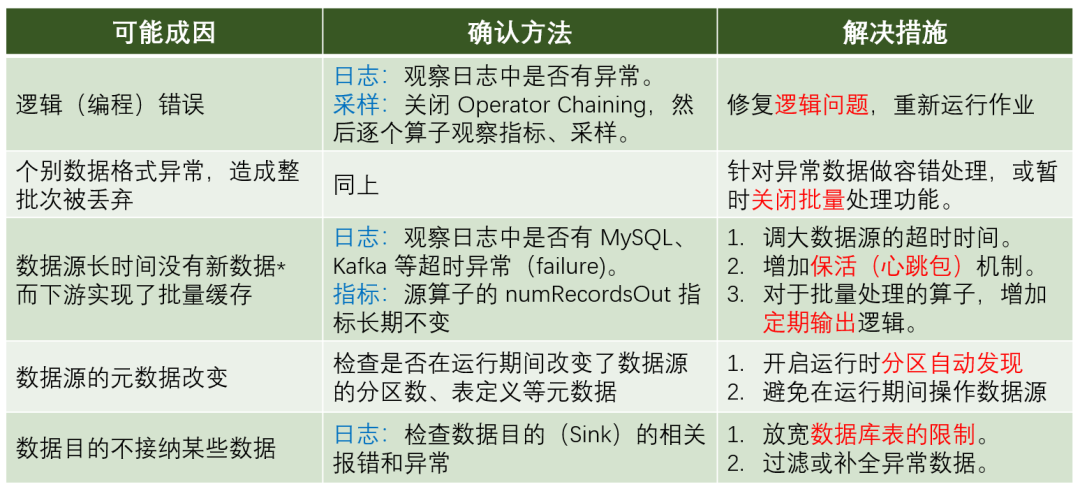 可能成因
确认方法
解决措施
逻辑（编程）错误
日志：观察日志中是否有异常。
采样：关闭 Operator Chaining，然
后逐个算子观察指标、采样。
修复逻辑问题，重新运行作业
个别数据格式异常，造成整
批次被丢弃
同上
针对异常数据做容错处理，或暂
时关闭批量处理功能。
数据源长时间没有新数据*
而下游实现了批量缓存
日志：观察日志中是否有 MySQL、
Kafka 等超时异常（failure)。
指标：源算子的 numRecordsOut 指
标长期不变
1. 调大数据源的超时时间。
2. 增加保活（心跳包）机制。
3. 对于批量处理的算子，增加
定期输出逻辑。
数据源的元数据改变
检查是否在运行期间改变了数据源
的分区数、表定义等元数据
1. 开启运行时分区自动发现
2. 避免在运行期间操作数据源
数据目的不接纳某些数据
日志：检查数据目的（Sink）的相关
报错和异常
1. 放宽数据库表的限制。
2. 过滤或补全异常数据。